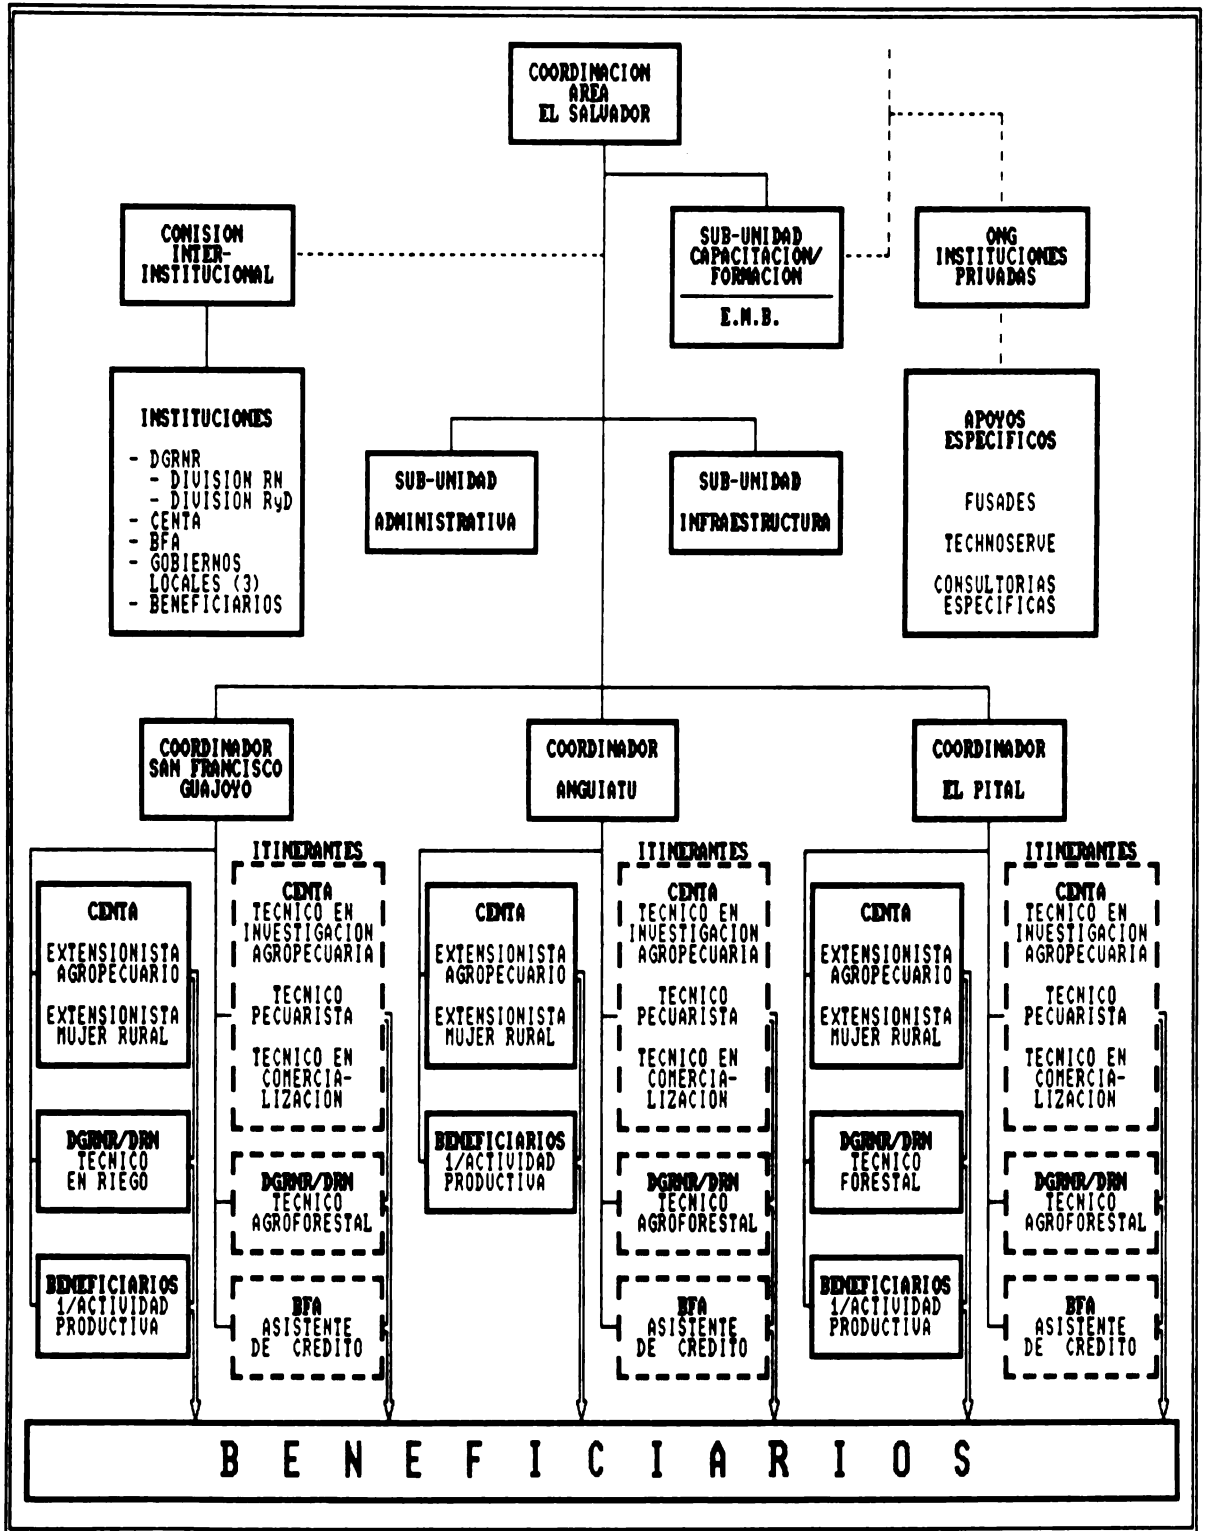 COORDINACION
AREA
EL SALVADOR
COMISION
INTER-
INSTITUCIONAL
SUB-UNIDAD
CAPACITACION/
FORMACION
E.M.B.
ONG
INSTITUCIONES
PRIVADAS
INSTITUCIONES
- DGRNR
- DIVISION RN
- DIVISION RyD
- CENTA
- BFA
- GOBIERNOS
LOCALES (3)
- BENEFICIARIOS
SUB-UNIDAD
ADMINISTRATIVA
SUB-UNIDAD
INFRAESTRUCTURA
APOYOS
ESPECIFICOS
FUSADES
TECHNOSERVE
CONSULTORIAS
ESPECIFICAS
COORDINADOR
SAN FRANCISCO
GUAJOYO
COORDINADOR
ANGUIATU
COORDINADOR
EL PITAL
CENTA
EXTENSIONISTA
AGROPECUARIO
EXTENSIONISTA
MUJER RURAL
DGRNR/DRN
TECNICO
EN RIEGO
BENEFICIARIOS
1/ACTIVIDAD
PRODUCTIVA
ITINERANTES
CENTA
TECNICO EN
INVESTIGACION
AGROPECUARIA
TECNICO
PECUARISTA
TECNICO EN
COMERCIA-
LIZACION
DGRNR/DRN
TECNICO
AGROFORESTAL
BFA
ASISTENTE
DE CREDITO
CENTA
EXTENSIONISTA
AGROPECUARIO
EXTENSIONISTA
MUJER RURAL
BENEFICIARIOS
1/ACTIVIDAD
PRODUCTIVA
ITINERANTES
CENTA
TECNICO EN
INVESTIGACION
AGROPECUARIA
TECNICO
PECUARISTA
TECNICO EN
COMERCIA-
LIZACION
DGRNR/DRN
TECNICO
AGROFORESTAL
BFA
ASISTENTE
DE CREDITO
CENTA
EXTENSIONISTA
AGROPECUARIO
EXTENSIONISTA
MUJER RURAL
DGRNR/DRN
TECNICO
FORESTAL
BENEFICIARIOS
1/ACTIVIDAD
PRODUCTIVA
ITINERANTES
CENTA
TECNICO EN
INVESTIGACION
AGROPECUARIA
TECNICO
PECUARISTA
TECNICO EN
COMERCIA-
LIZACION
DGRNR/DRN
TECNICO
AGROFORESTAL
BFA
ASISTENTE
DE CREDITO
BENEFICIARIOS